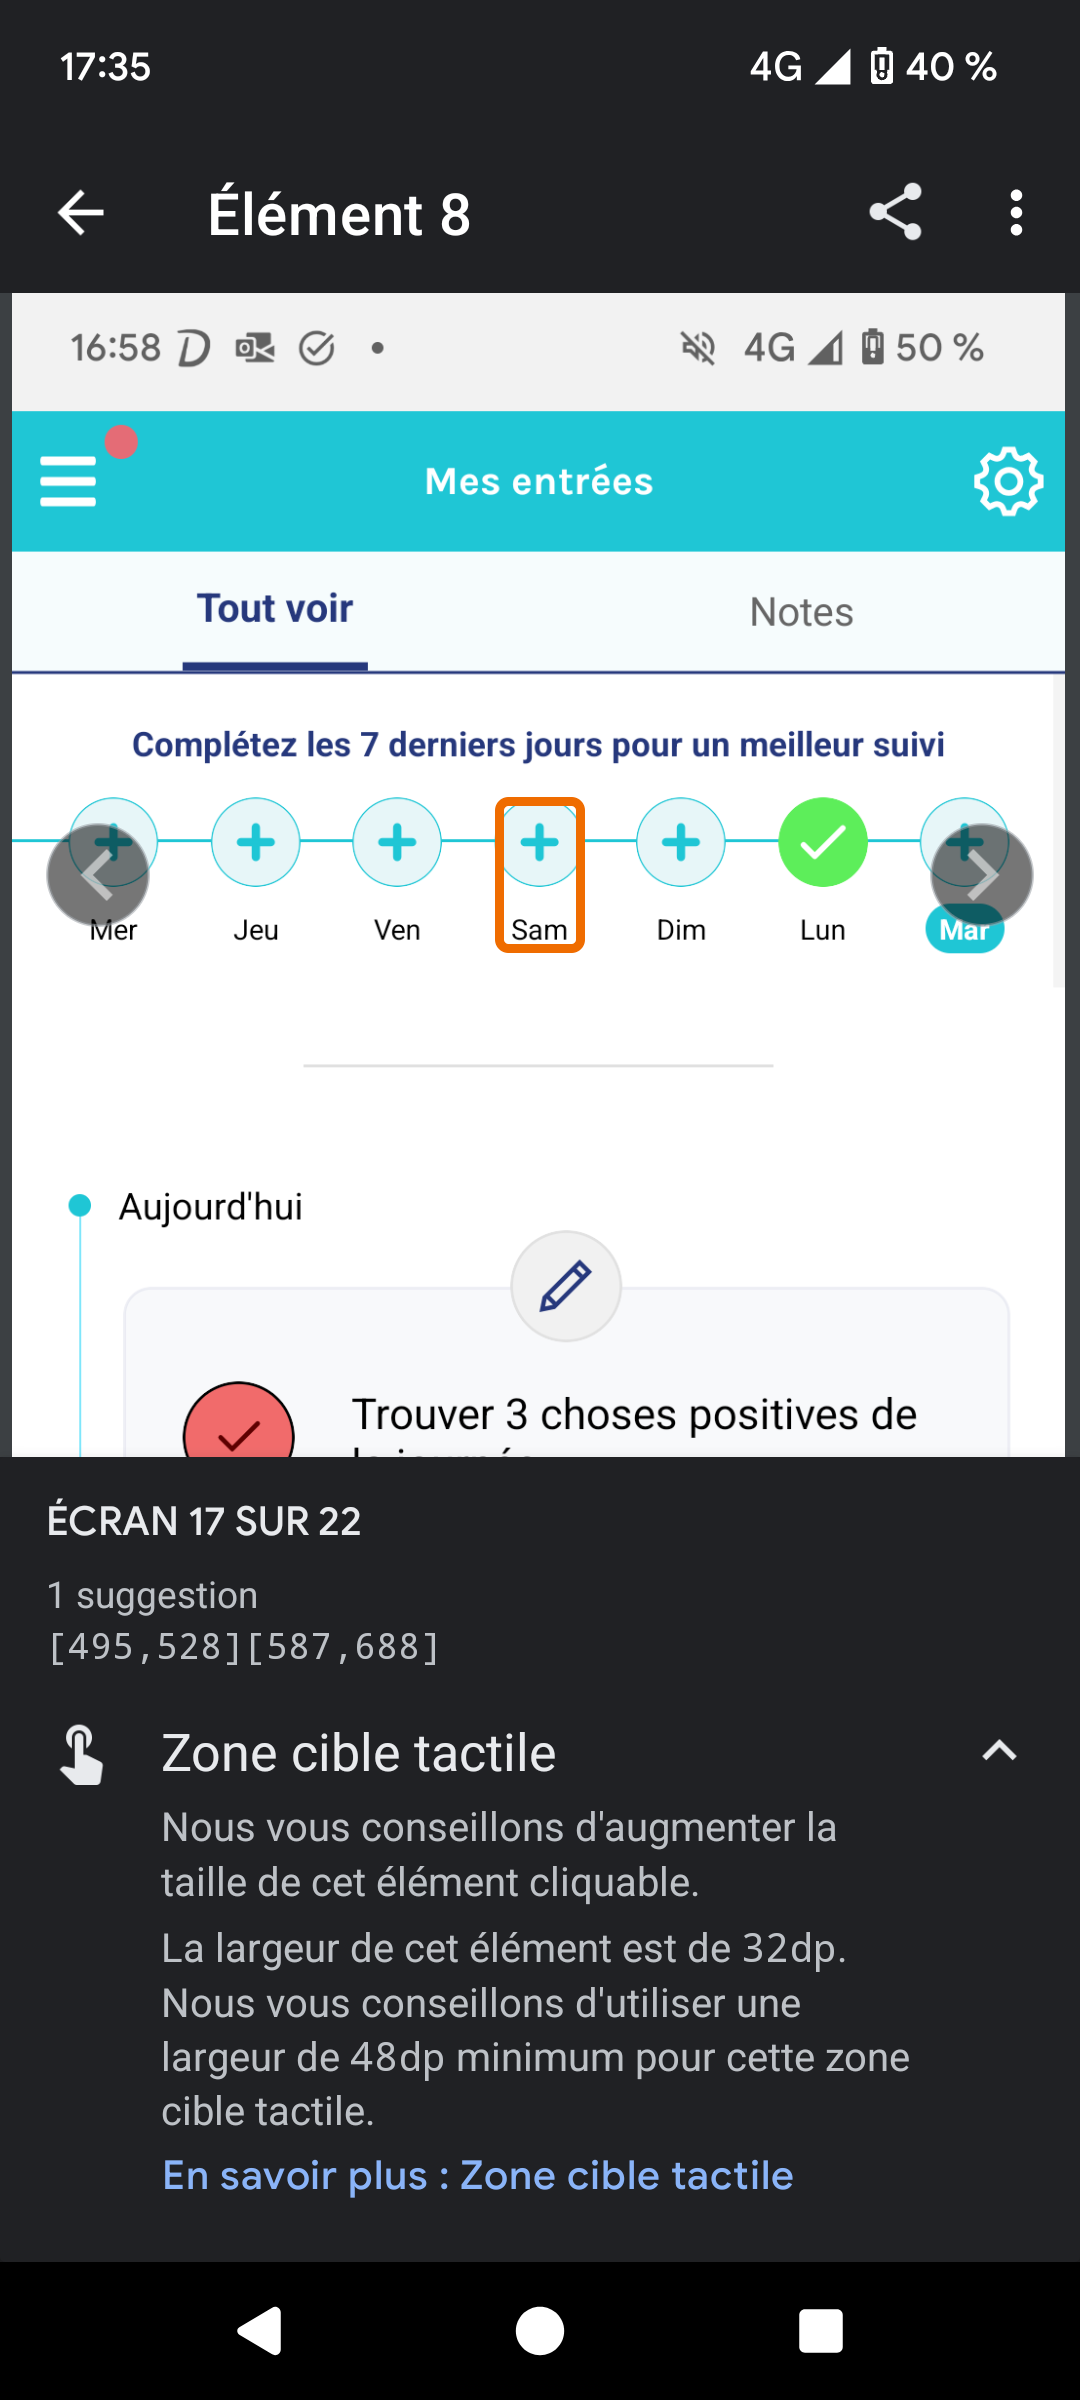 17:35
4G 40 %
Élément 8
16:58
4G 50 %
Mes entrées
Tout voir
Notes
Complétez les 7 derniers jours pour un meilleur suivi
Mer Jeu Ven Sam Dim Lun Mar
Aujourd'hui
Trouver 3 choses positives de
ÉCRAN 17 SUR 22
1 suggestion
[495,528][587,688]
Zone cible tactile
Nous vous conseillons d'augmenter la
taille de cet élément cliquable.
La largeur de cet élément est de 32dp.
Nous vous conseillons d'utiliser une
largeur de 48dp minimum pour cette zone
cible tactile.
En savoir plus : Zone cible tactile